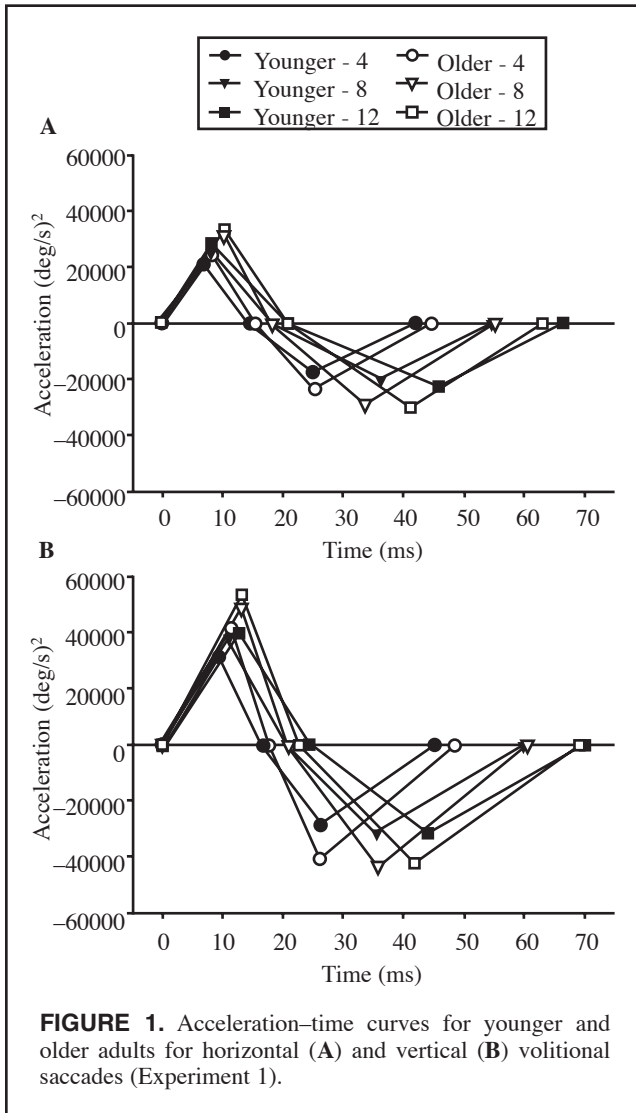 Younger - 4 Older - 4
Younger - 8 Older - 8
Younger - 12 Older - 12
A
60000
40000
20000
0
–20000
–40000
–60000
Acceleration (deg/s)²
0 10 20 30 40 50 60 70
Time (ms)
B
60000
40000
20000
0
–20000
–40000
–60000
Acceleration (deg/s)²
0 10 20 30 40 50 60 70
Time (ms)
FIGURE 1. Acceleration–time curves for younger and
older adults for horizontal (A) and vertical (B) volitional
saccades (Experiment 1).